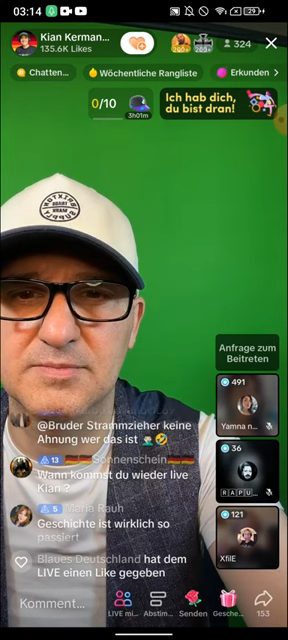 03:14
29
Kian Kerman...
135.6K Likes
324
Chatten...
Wöchentliche Rangliste
Erkunden
0/10
3h01m
Ich hab dich,
du bist dran!
Anfrage zum
Beitreten
491
Yamna n...
36
R A P U
121
XfilE
@Bruder Strammzieher keine
Ahnung wer das ist
13 Sonnenschein
Wann kommst du wieder live
Kian ?
5 Maria Rauh
Geschichte ist wirklich so
passiert
Blaues Deutschland hat dem
LIVE einen Like gegeben
Komment...
LIVE mi...
Abstim...
Senden
Gesche...
153